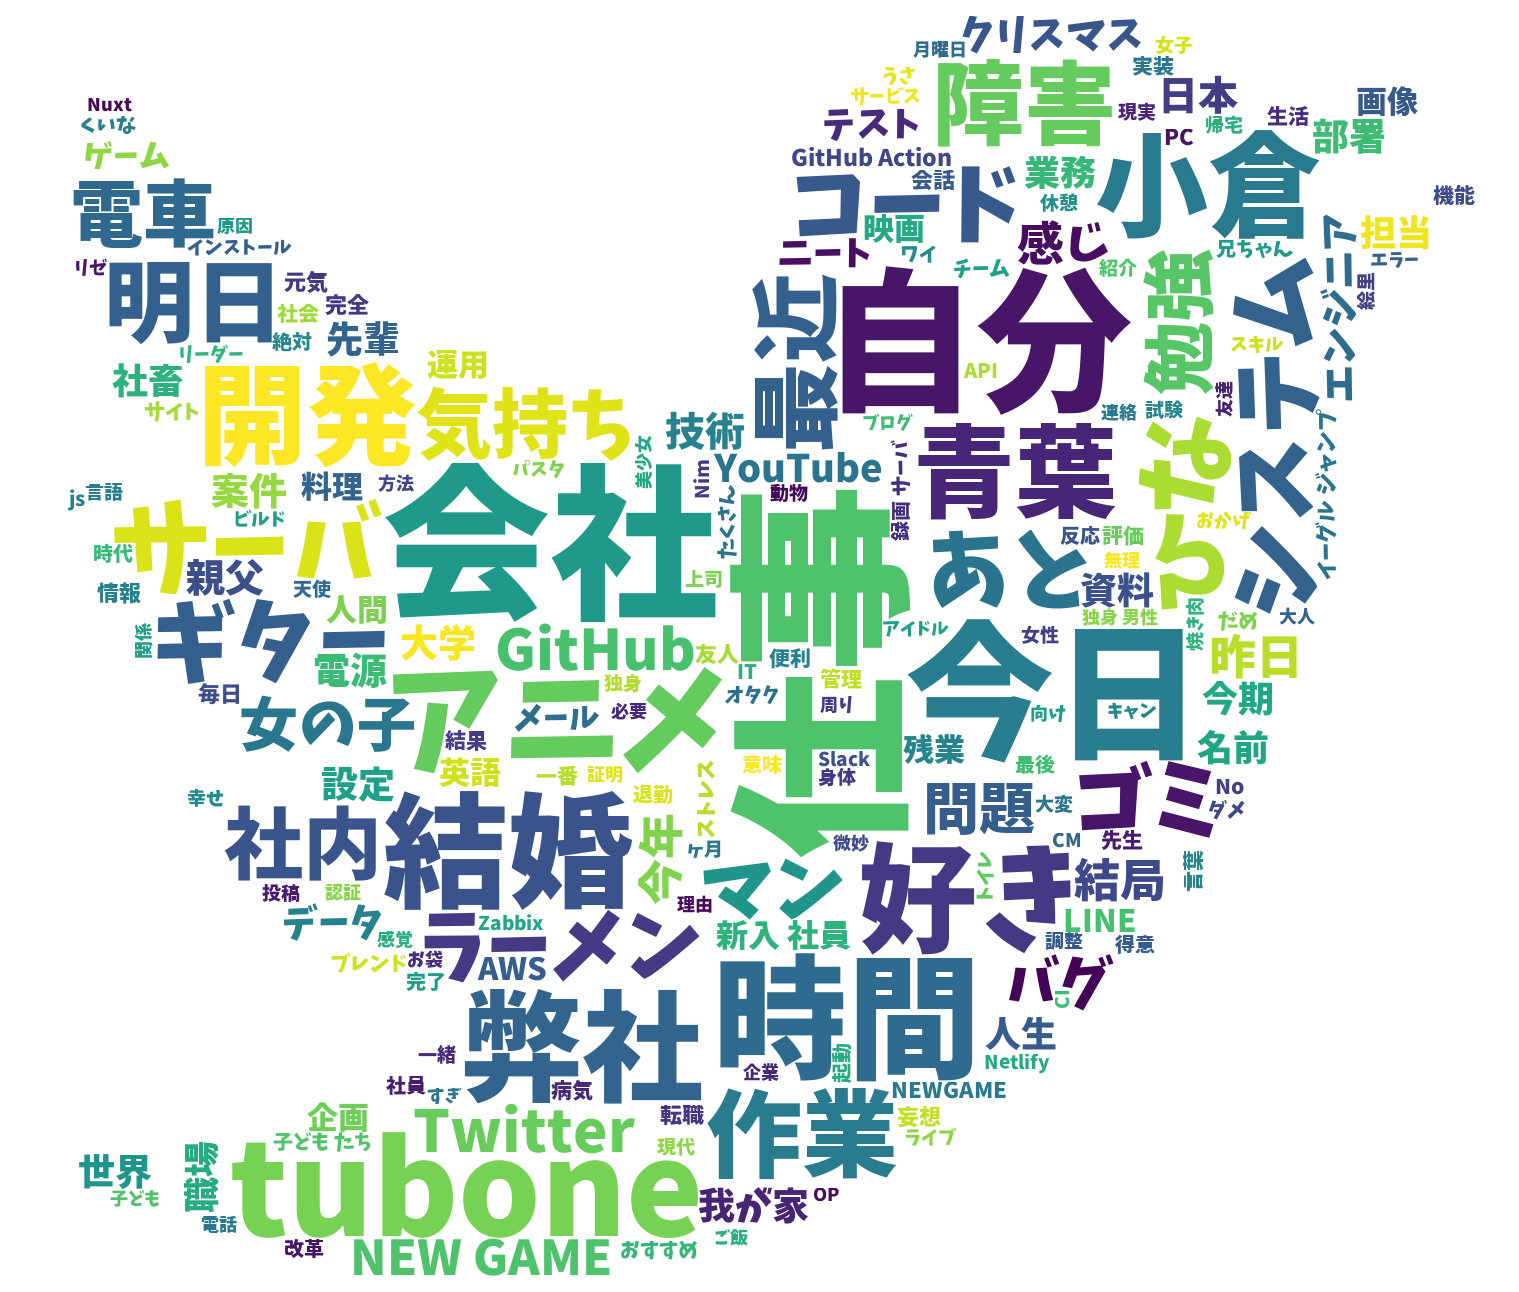 クリスマス
月曜日
女子
障害
実装
うさ
サービス
日本
画像
Nuxt
現実
生活
テスト
帰宅
部署
くいな
PC
小倉
ゲーム
GitHub Action
業務
コード
会話
機能
電車
休憩
原因
映画
感じ
担当
エンジニア
インストール
ニート
ワイ
兄ちゃん
リゼ
チーム
紹介
エラー
明日
元気
最近
自分
勉強
システム
絵里
社会
完全
絶対
先輩
スキル
リーダー
運用
API
社畜
開発
気持ち
友達
サイト
連絡
試験
技術
ブログ
青葉
ひな
ジャンプ
美少女
YouTube
パスタ
Nim
サーバ
案件
料理
方法
動物
js
言語
会社
たくさん
録画
サーバ
ビルド
仕事
おかげ
イーグル
時代
あと
反応
評価
親父
無理
情報
天使
上司
資料
人間
ギター
大学
GitHub
アイドル
今日
独身
男性
焼き肉
だめ
大人
関係
女性
電源
友人
便利
昨日
IT
アニメ
独身
管理
毎日
オタク
今期
女の子
メール
必要
周り
向け
キャン
結果
残業
名前
Slack
英語
意味
身体
最後
設定
一番
証明
ストレス
ゴミ
No
幸せ
退勤
問題
大変
ダメ
社内
結婚
今年
ケ月
微妙
CM
先生
マン
好き
トイレ
結局
言葉
投稿
認証
理由
データ
ラーメン
Zabbix
新入
社員
LINE
感覚
調整
得意
ブレンド
お袋
AWS
時間
バグ
完了
CI
弊社
人生
一緒
起動
Netlify
企業
社員
すぎ
病気
NEWGAME
作業
企画
Twitter
転職
妄想
子ども
たち
現代
ライブ
世界
職場
tubone
子ども
我が家
OP
電話
改革
NEW GAME
おすすめ
ご飯